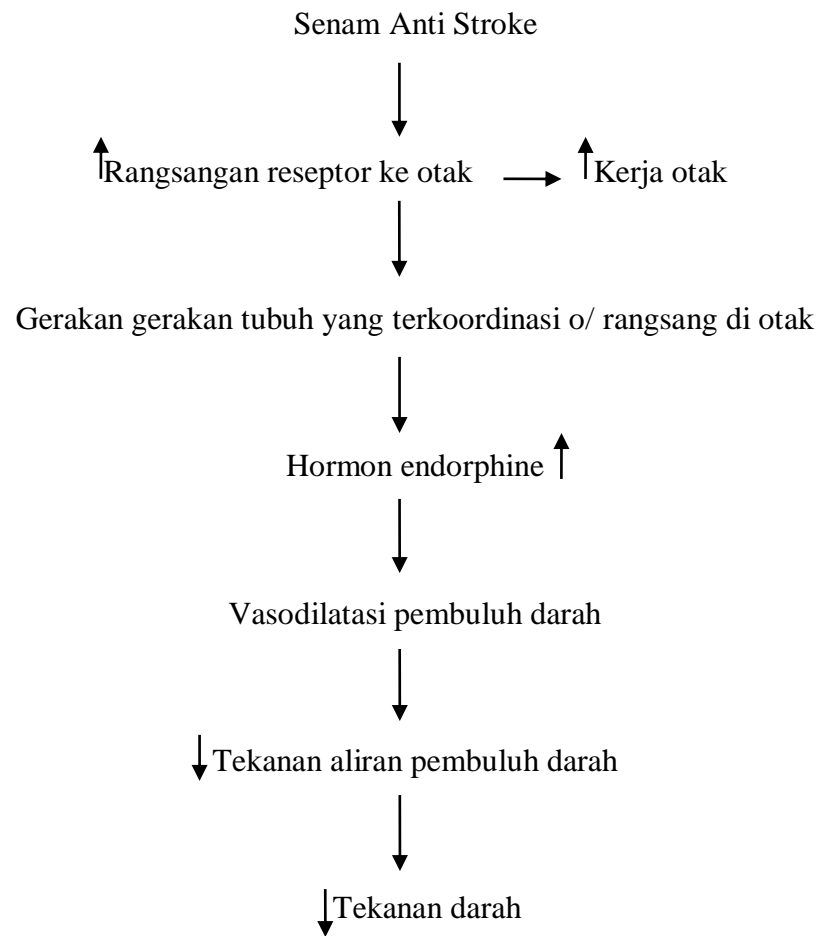 Senam Anti Stroke
Rangsangan reseptor ke otak Kerja otak
Gerakan gerakan tubuh yang terkoordinasi o/ rangsang di otak
Hormon endorphine
Vasodilatasi pembuluh darah
Tekanan aliran pembuluh darah
Tekanan darah